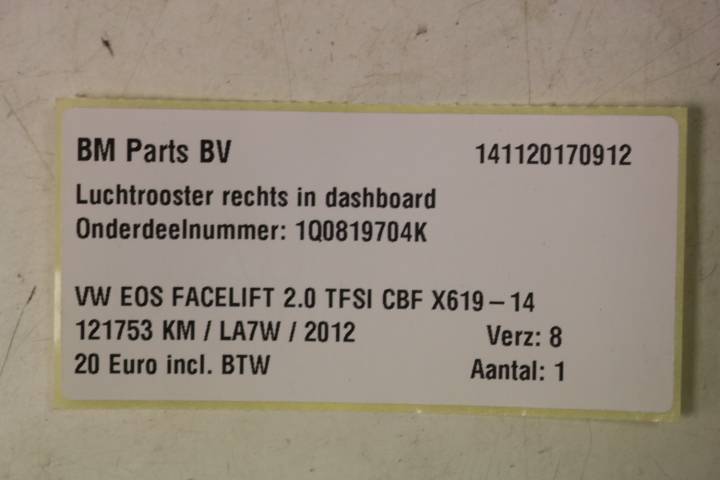 BM Parts BV 141120170912
Luchtrooster rechts in dashboard
Onderdeelnummer: 1Q0819704K
VW EOS FACELIFT 2.0 TFSI CBF X619-14
121753 KM / LA7W / 2012 Verz: 8
20 Euro incl. BTW Aantal: 1